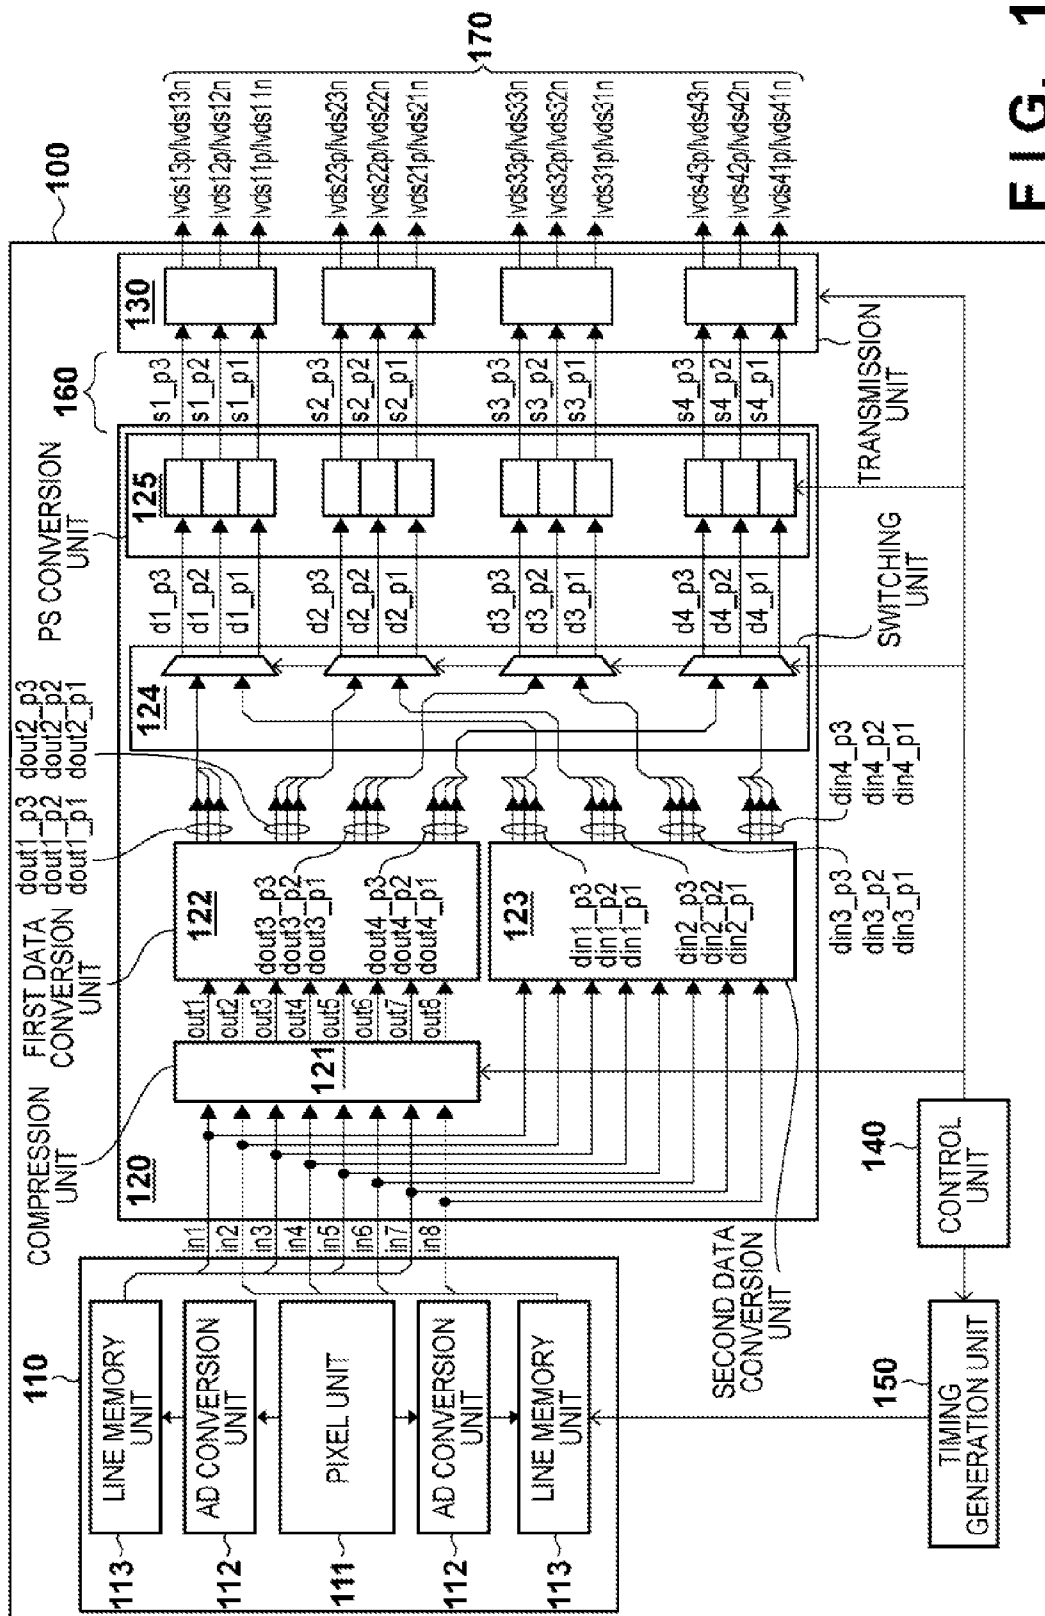 FIG. 1
100
110
LINE MEMORY
UNIT
113
AD CONVERSION
UNIT
112
PIXEL UNIT
111
AD CONVERSION
UNIT
112
LINE MEMORY
UNIT
113
in1
in2
in3
in4
in5
in6
in7
in8
120
COMPRESSION
UNIT
121
out1
out2
out3
out4
out5
out6
out7
out8
FIRST DATA
CONVERSION
UNIT
122
dout1_p3
dout1_p2
dout1_p1
dout2_p3
dout2_p2
dout2_p1
dout3_p3
dout3_p2
dout3_p1
dout4_p3
dout4_p2
dout4_p1
SECOND DATA
CONVERSION
UNIT
123
din1_p3
din1_p2
din1_p1
din2_p3
din2_p2
din2_p1
din3_p3
din3_p2
din3_p1
din4_p3
din4_p2
din4_p1
124
SWITCHING
UNIT
d1_p3
d1_p2
d1_p1
d2_p3
d2_p2
d2_p1
d3_p3
d3_p2
d3_p1
d4_p3
d4_p2
d4_p1
PS CONVERSION
UNIT
125
160
s1_p3
s1_p2
s1_p1
s2_p3
s2_p2
s2_p1
s3_p3
s3_p2
s3_p1
s4_p3
s4_p2
s4_p1
130
TRANSMISSION
UNIT
lvds13p/lvds13n
lvds12p/lvds12n
lvds11p/lvds11n
lvds23p/lvds23n
lvds22p/lvds22n
lvds21p/lvds21n
lvds33p/lvds33n
lvds32p/lvds32n
lvds31p/lvds31n
lvds43p/lvds43n
lvds42p/lvds42n
lvds41p/lvds41n
170
140
CONTROL
UNIT
150
TIMING
GENERATION UNIT